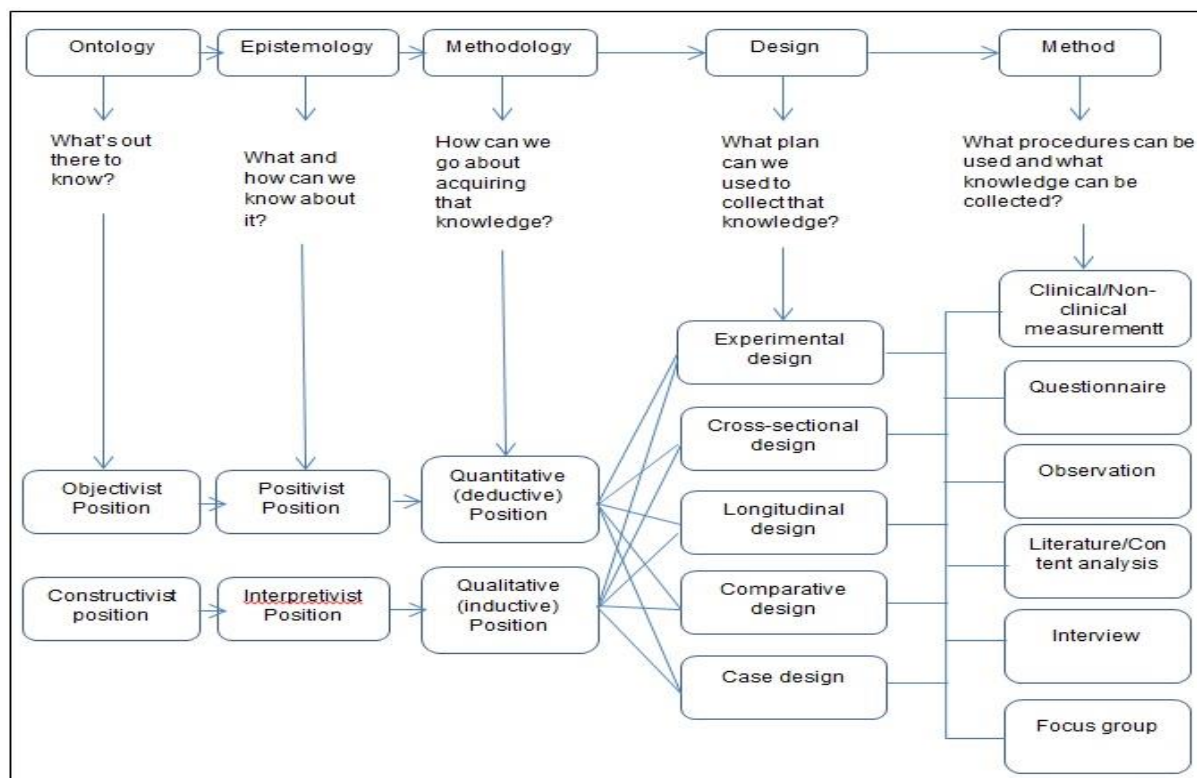 Ontology
Epistemology
Methodology
Design
Method
What's out
there to
know?
What and
how can we
know about
it?
How can we
go about
acquiring
that
knowledge?
What plan
can we
used to
collect that
knowledge?
What procedures can be
used and what
knowledge can be
collected?
Objectivist
Position
Positivist
Position
Quantitative
(deductive)
Position
Constructivist
position
Interpretivist
Position
Qualitative
(inductive)
Position
Experimental
design
Cross-sectional
design
Longitudinal
design
Comparative
design
Case design
Clinical/Non-
clinical
measurementt
Questionnaire
Observation
Literature/Con
tent analysis
Interview
Focus group